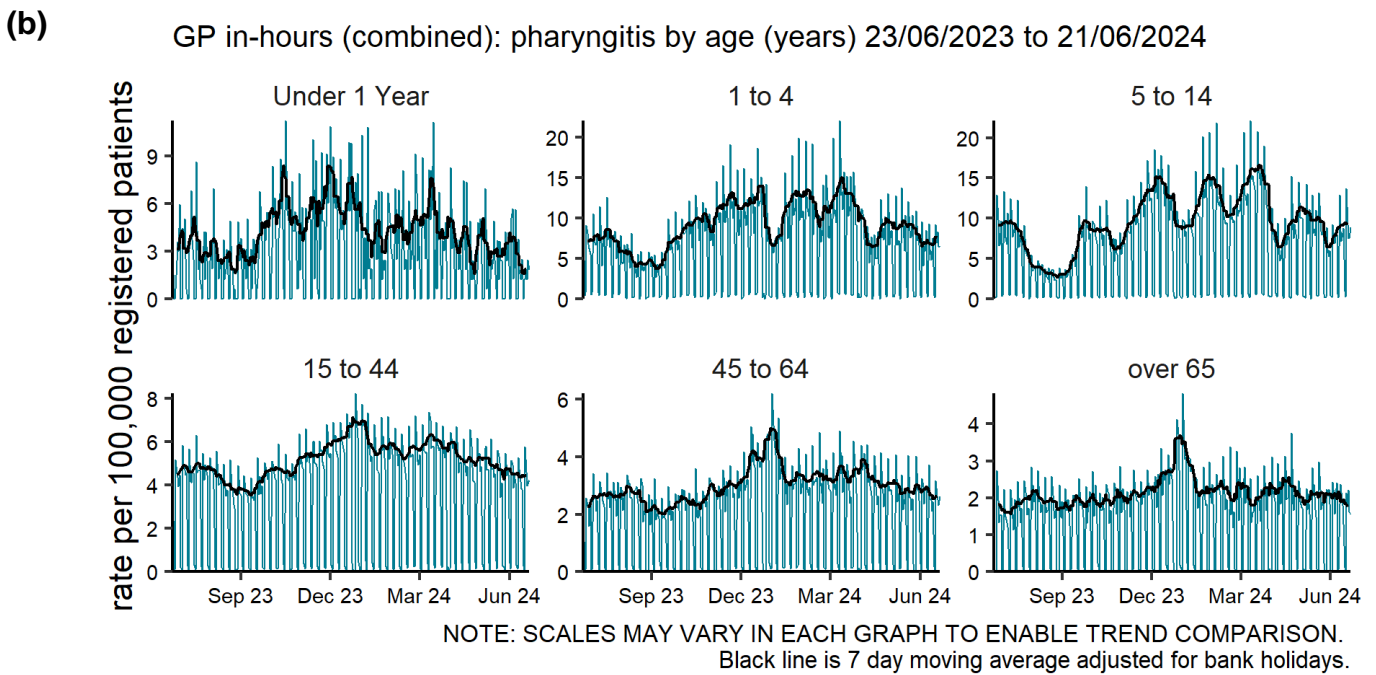 (b)
GP in-hours (combined): pharyngitis by age (years) 23/06/2023 to 21/06/2024
rate per 100,000 registered patients
Under 1 Year
9
6
3
0
1 to 4
20
15
10
5
0
5 to 14
20
15
10
5
0
15 to 44
8
6
4
2
0
Sep 23 Dec 23 Mar 24 Jun 24
45 to 64
6
4
2
0
Sep 23 Dec 23 Mar 24 Jun 24
over 65
4
3
2
1
0
Sep 23 Dec 23 Mar 24 Jun 24
NOTE: SCALES MAY VARY IN EACH GRAPH TO ENABLE TREND COMPARISON.
Black line is 7 day moving average adjusted for bank holidays.